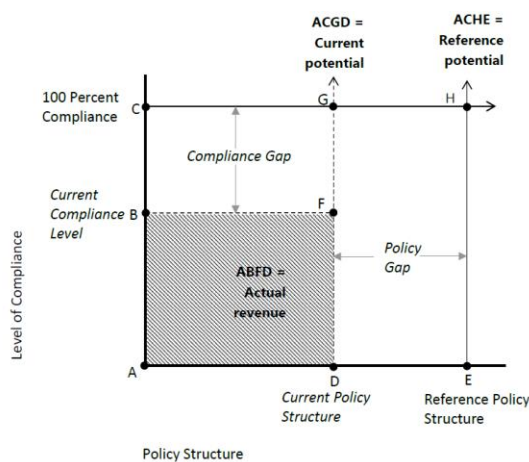 ACGD =
Current
potential
ACHE =
Reference
potential
100 Percent
Compliance
C
G
H
Compliance Gap
Current
Compliance
Level
B
F
Policy
Gap
ABFD =
Actual
revenue
Level of Compliance
A
D
E
Current Policy
Structure
Reference Policy
Structure
Policy Structure